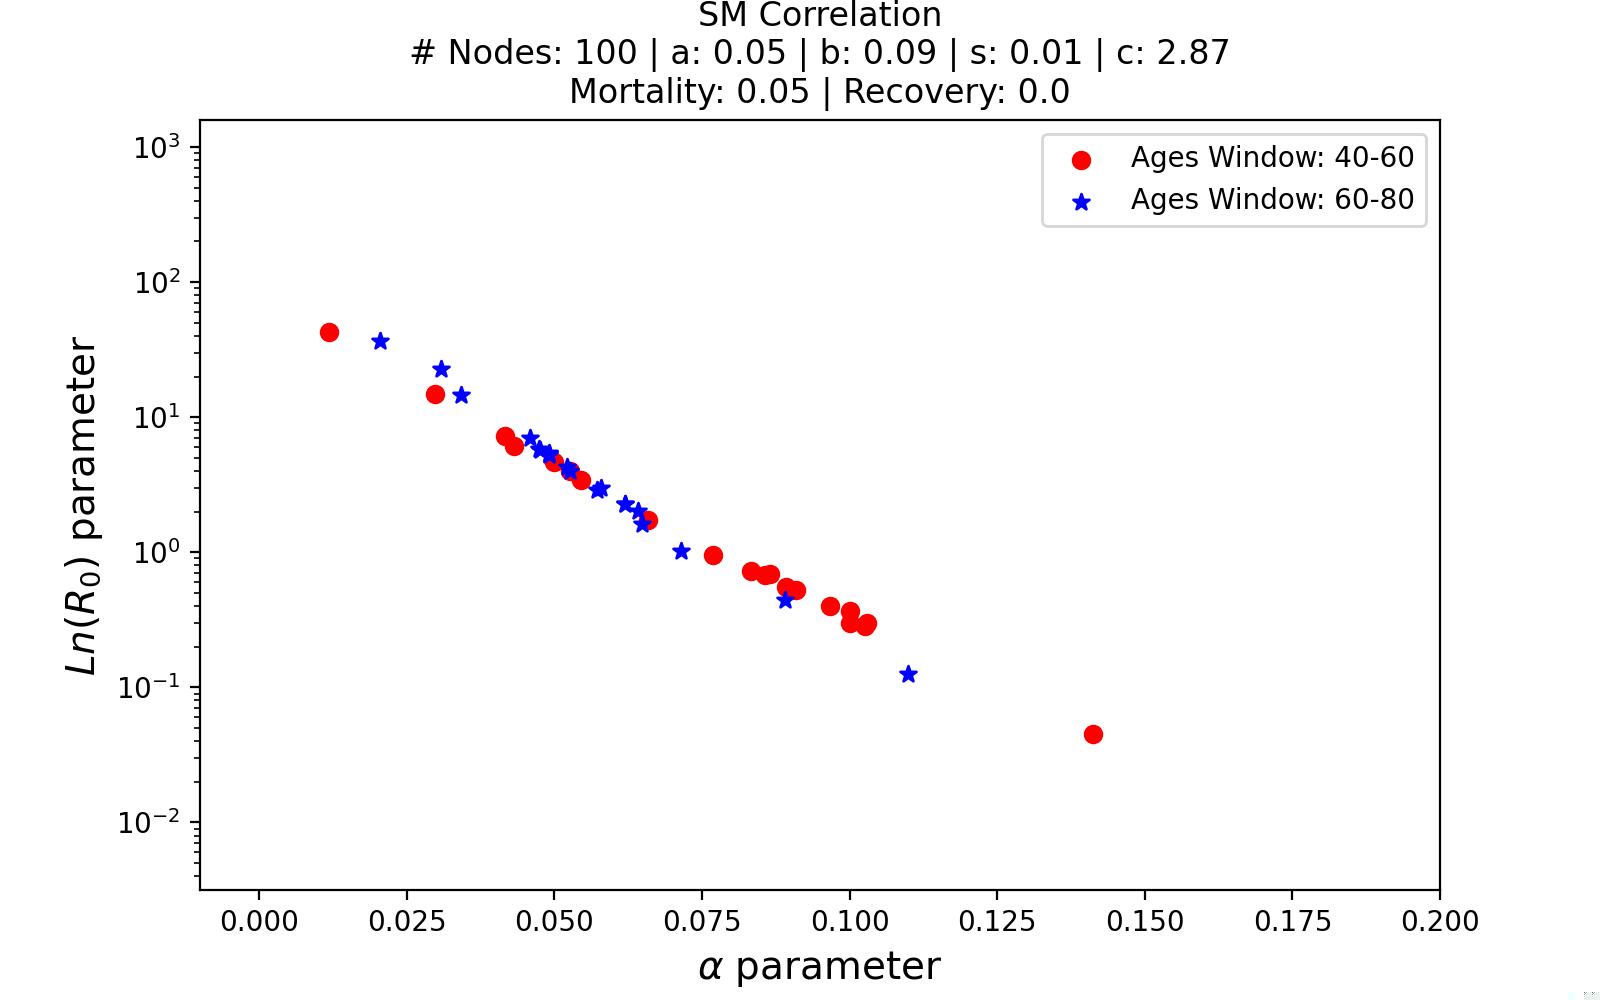 SM Correlation
# Nodes: 100 | a: 0.05 | b: 0.09 | s: 0.01 | c: 2.87
Mortality: 0.05 | Recovery: 0.0
Ages Window: 40-60
Ages Window: 60-80
10³
10²
10¹
10⁰
10⁻¹
10⁻²
Ln(R₀) parameter
0.000 0.025 0.050 0.075 0.100 0.125 0.150 0.175 0.200
α parameter